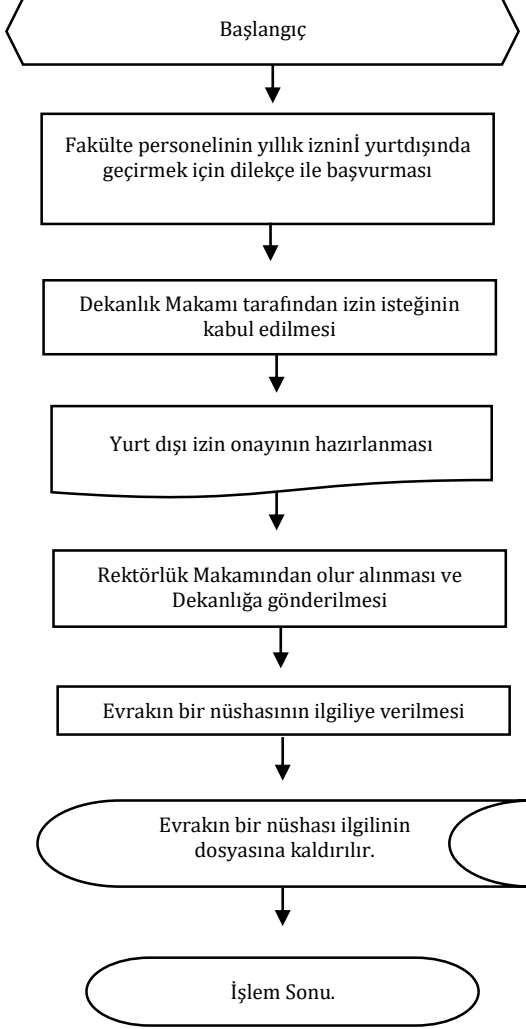 Başlangıç
Fakülte personelinin yıllık izninİ yurtdışında
geçirmek için dilekçe ile başvurması
Dekanlık Makamı tarafından izin isteğinin
kabul edilmesi
Yurt dışı izin onayının hazırlanması
Rektörlük Makamından olur alınması ve
Dekanlığa gönderilmesi
Evrakın bir nüshasının ilgiliye verilmesi
Evrakın bir nüshası ilgilinin
dosyasına kaldırılır.
İşlem Sonu.